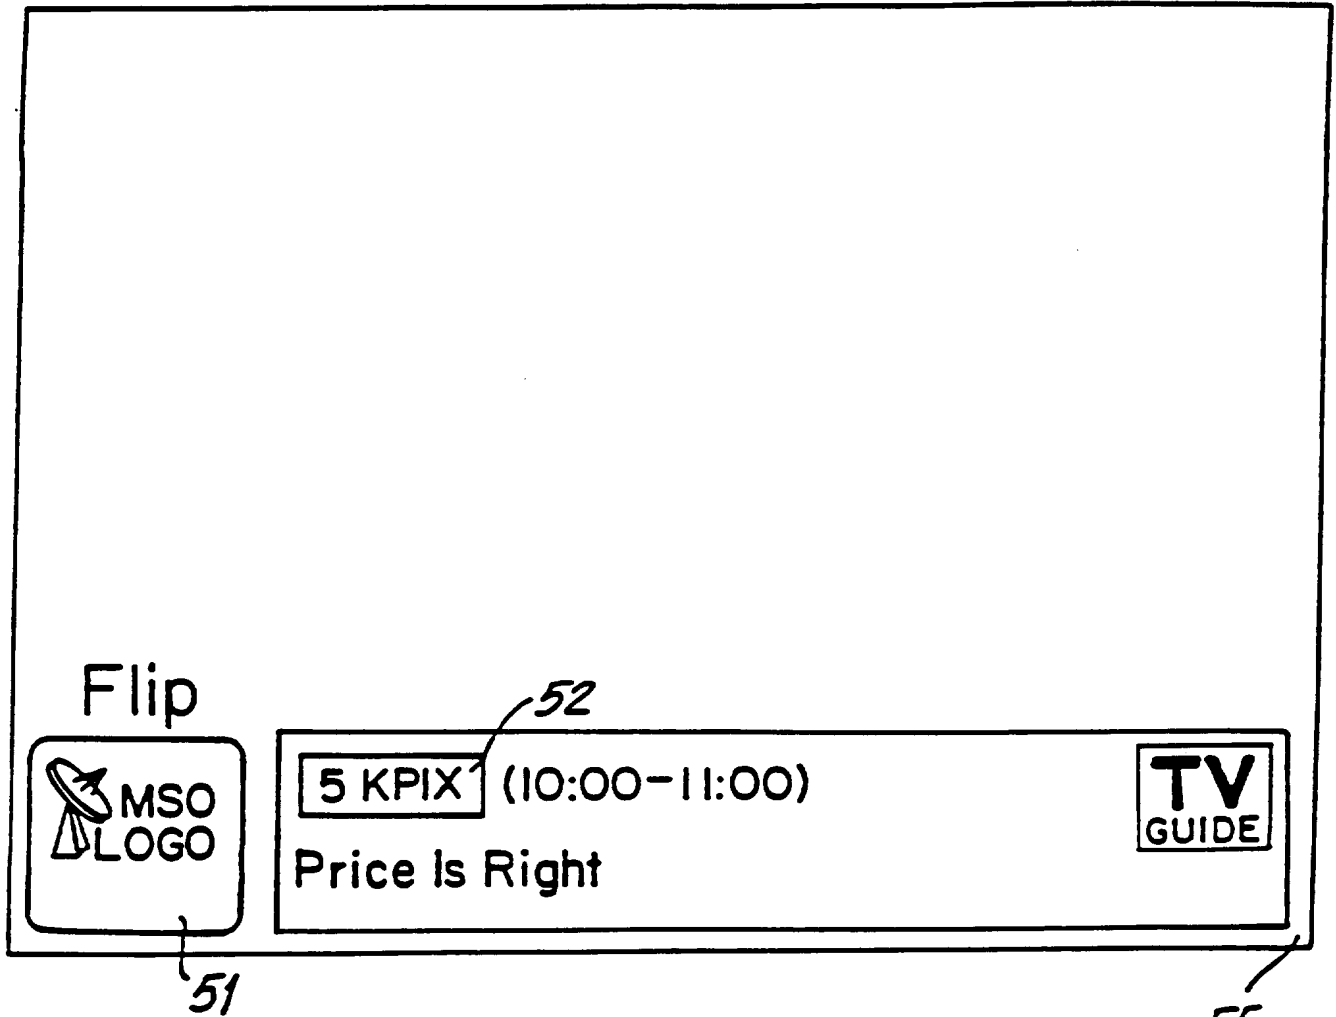 Flip
52
5 KPIX (10:00-11:00)
TV
GUIDE
MSO
LOGO
Price Is Right
51